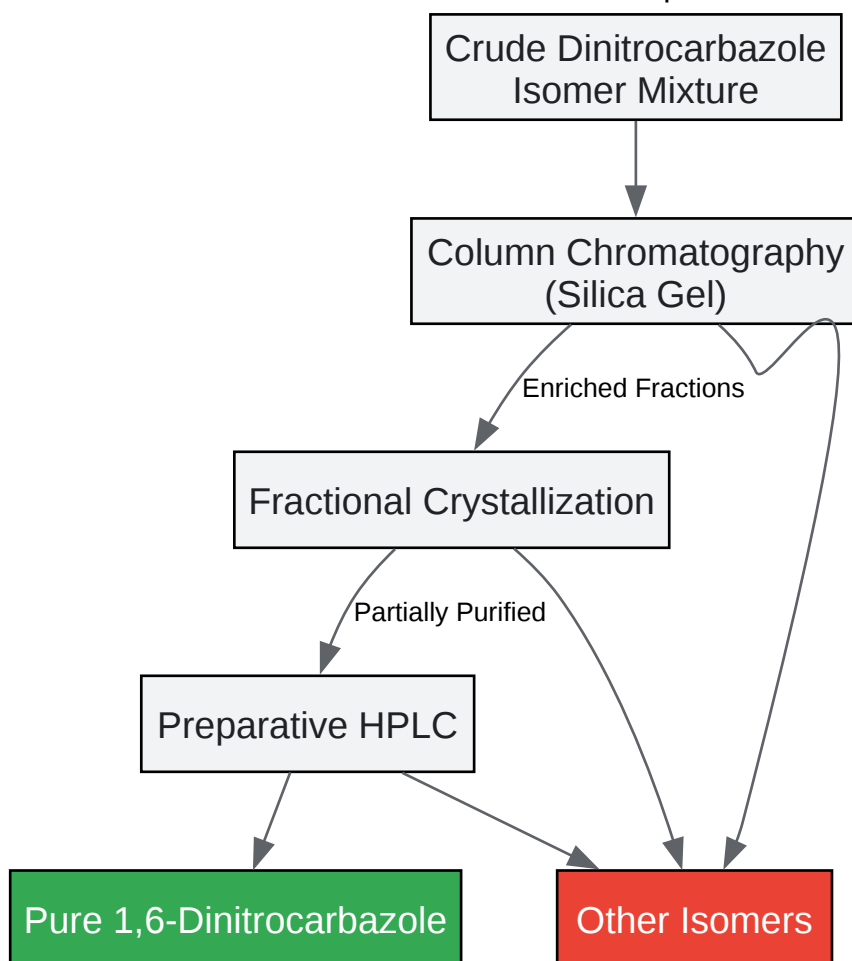 Crude Dinitrocarbazole
Isomer Mixture
Column Chromatography
(Silica Gel)
Enriched Fractions
Fractional Crystallization
Partially Purified
Preparative HPLC
Pure 1,6-Dinitrocarbazole
Other Isomers